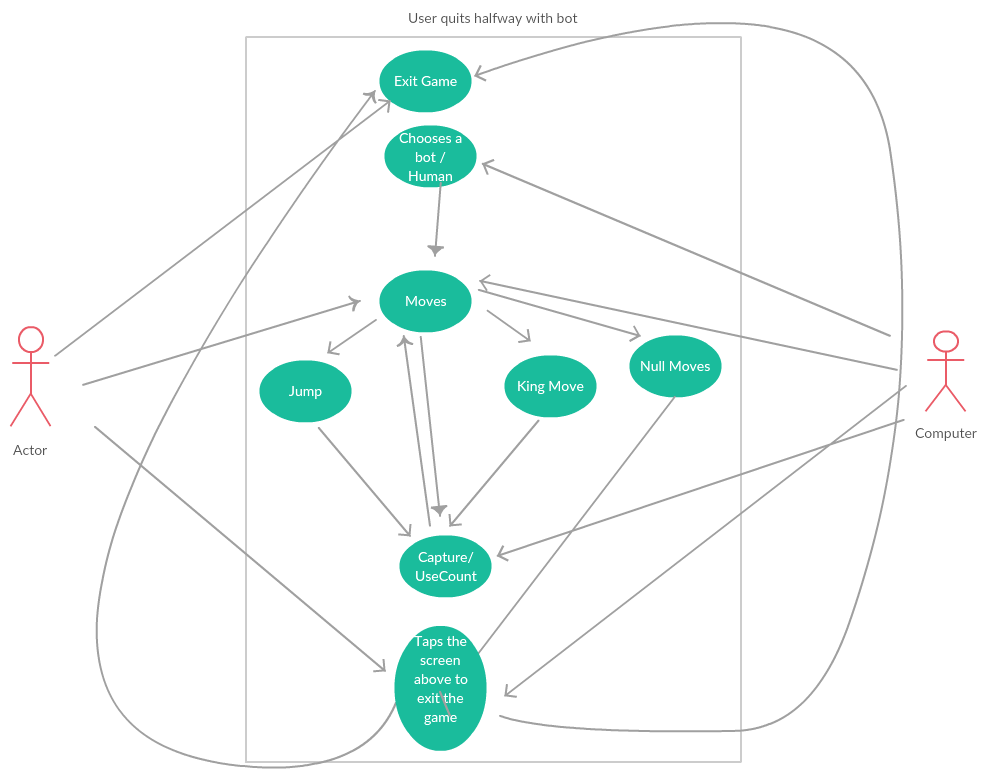 User quits halfway with bot
Exit Game
Chooses a
bot /
Human
Moves
Jump
King Move
Null Moves
Actor
Computer
Capture/
UseCount
Taps the
screen
above to
exit the
game